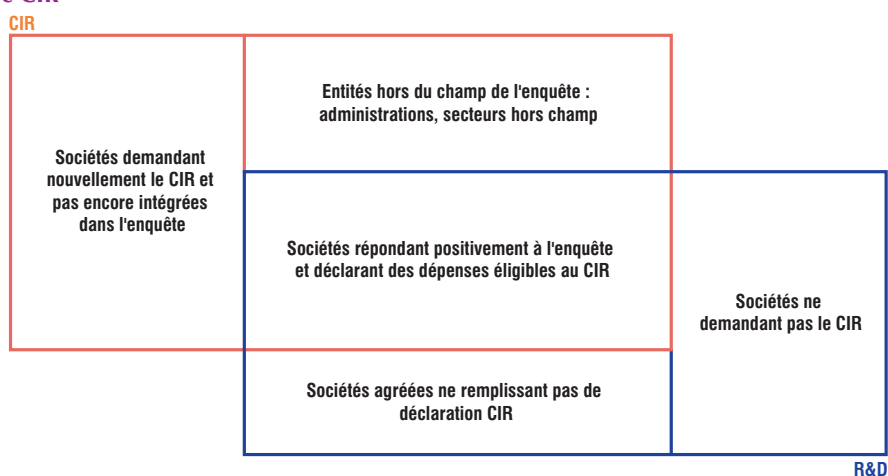 e CIR
CIR
Entités hors du champ de l'enquête :
administrations, secteurs hors champ
Sociétés demandant
nouvellement le CIR et
pas encore intégrées
dans l'enquête
Sociétés répondant positivement à l'enquête
et déclarant des dépenses éligibles au CIR
Sociétés ne
demandant pas le CIR
Sociétés agréées ne remplissant pas de
déclaration CIR
R&D